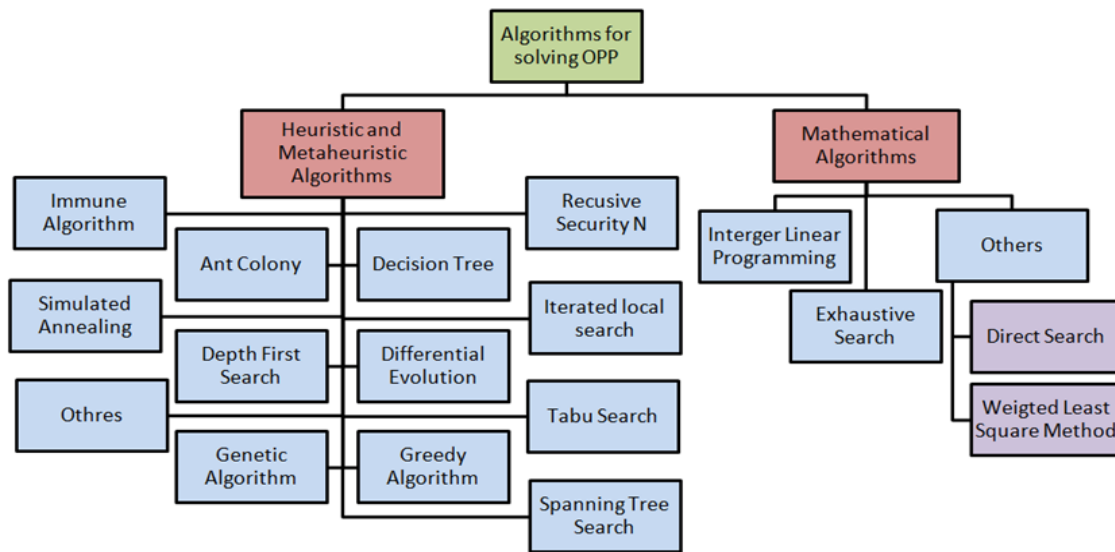 Algorithms for
solving OPP
Heuristic and
Metaheuristic
Algorithms
Mathematical
Algorithms
Immune
Algorithm
Recusive
Security N
Ant Colony
Decision Tree
Simulated
Annealing
Iterated local
search
Depth First
Search
Differential
Evolution
Othres
Tabu Search
Genetic
Algorithm
Greedy
Algorithm
Spanning Tree
Search
Interger Linear
Programming
Others
Exhaustive
Search
Direct Search
Weigted Least
Square Method